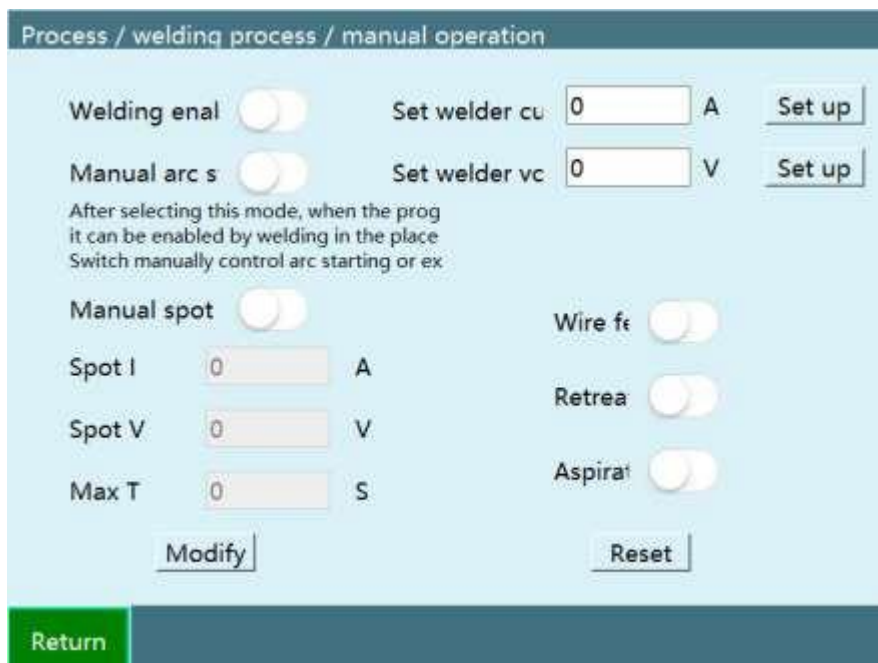 Process / welding process / manual operation
Welding enal Set welder cu 0 A Set up
Manual arc s Set welder vc 0 V Set up
After selecting this mode, when the prog
it can be enabled by welding in the place
Switch manually control arc starting or ex
Manual spot Wire fe
Spot I 0 A
Retrea
Spot V 0 V
Aspirat
Max T 0 S
Modify Reset
Return